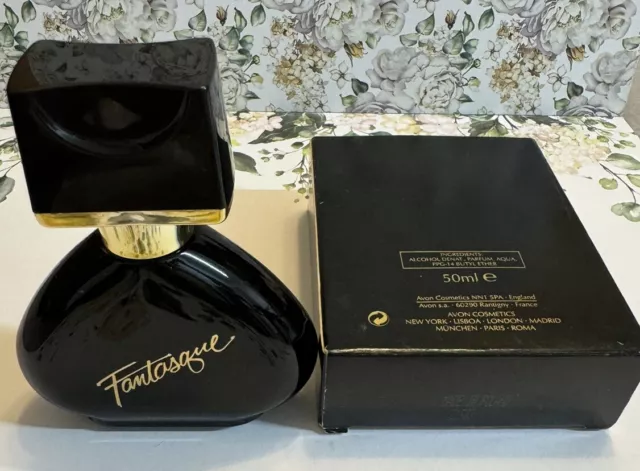 Fantasque
INGREDIENTS:
ALCOHOL DENAT., PARFUM, AQUA,
PPG-14 BUTYL ETHER
50ml e
Avon Cosmetics NN1 5PA - England
Avon s.a. - 60290 Rantigny - France
AVON COSMETICS
NEW YORK - LISBOA - LONDON - MADRID
MÜNCHEN - PARIS - ROMA